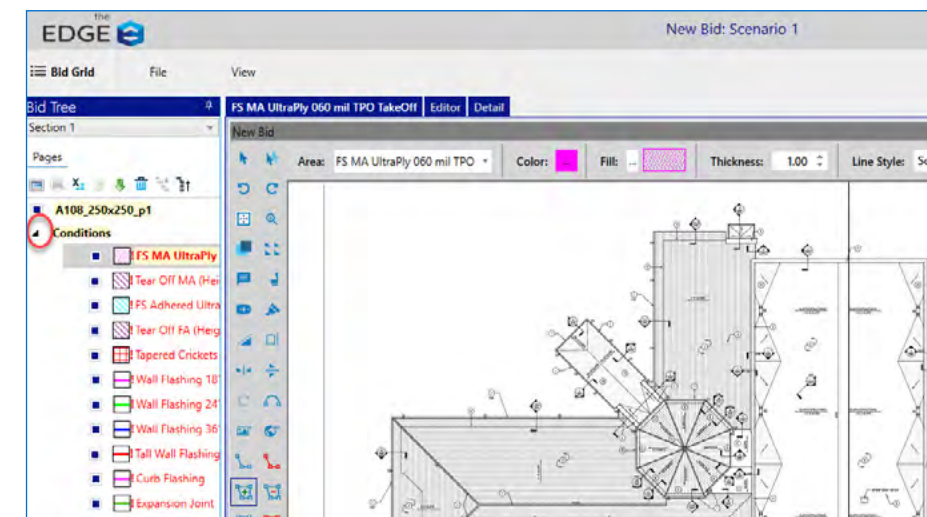 the
EDGE
New Bid: Scenario 1
Bid Grid File View
Bid Tree
FS MA UltraPly 060 mil TPO TakeOff Editor Detail
Section 1
New Bid
Pages
Area: FS MA UltraPly 060 mil TPO Color: ... Fill: ... Thickness: 1.00 Line Style:
A108_250x250_p1
Conditions
! FS MA UltraPly
! Tear Off MA (Hei
! FS Adhered Ultra
! Tear Off FA (Heig
! Tapered Crickets
! Wall Flashing 18"
! Wall Flashing 24"
! Wall Flashing 36"
! Tall Wall Flashing
! Curb Flashing
! Expansion Joint